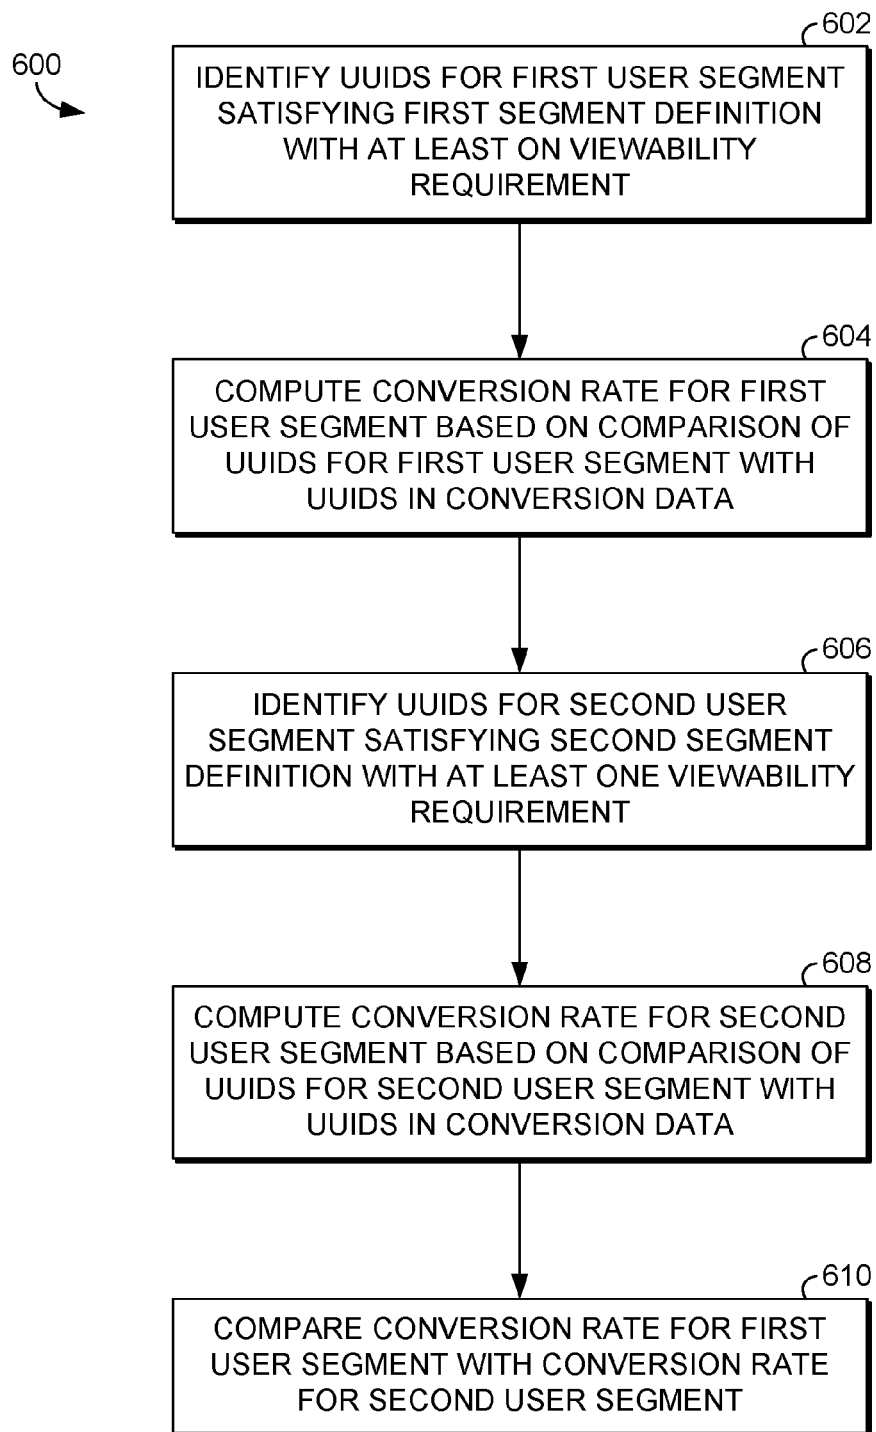 600
602
IDENTIFY UUIDS FOR FIRST USER SEGMENT
SATISFYING FIRST SEGMENT DEFINITION
WITH AT LEAST ON VIEWABILITY
REQUIREMENT
604
COMPUTE CONVERSION RATE FOR FIRST
USER SEGMENT BASED ON COMPARISON OF
UUIDS FOR FIRST USER SEGMENT WITH
UUIDS IN CONVERSION DATA
606
IDENTIFY UUIDS FOR SECOND USER
SEGMENT SATISFYING SECOND SEGMENT
DEFINITION WITH AT LEAST ONE VIEWABILITY
REQUIREMENT
608
COMPUTE CONVERSION RATE FOR SECOND
USER SEGMENT BASED ON COMPARISON OF
UUIDS FOR SECOND USER SEGMENT WITH
UUIDS IN CONVERSION DATA
610
COMPARE CONVERSION RATE FOR FIRST
USER SEGMENT WITH CONVERSION RATE
FOR SECOND USER SEGMENT